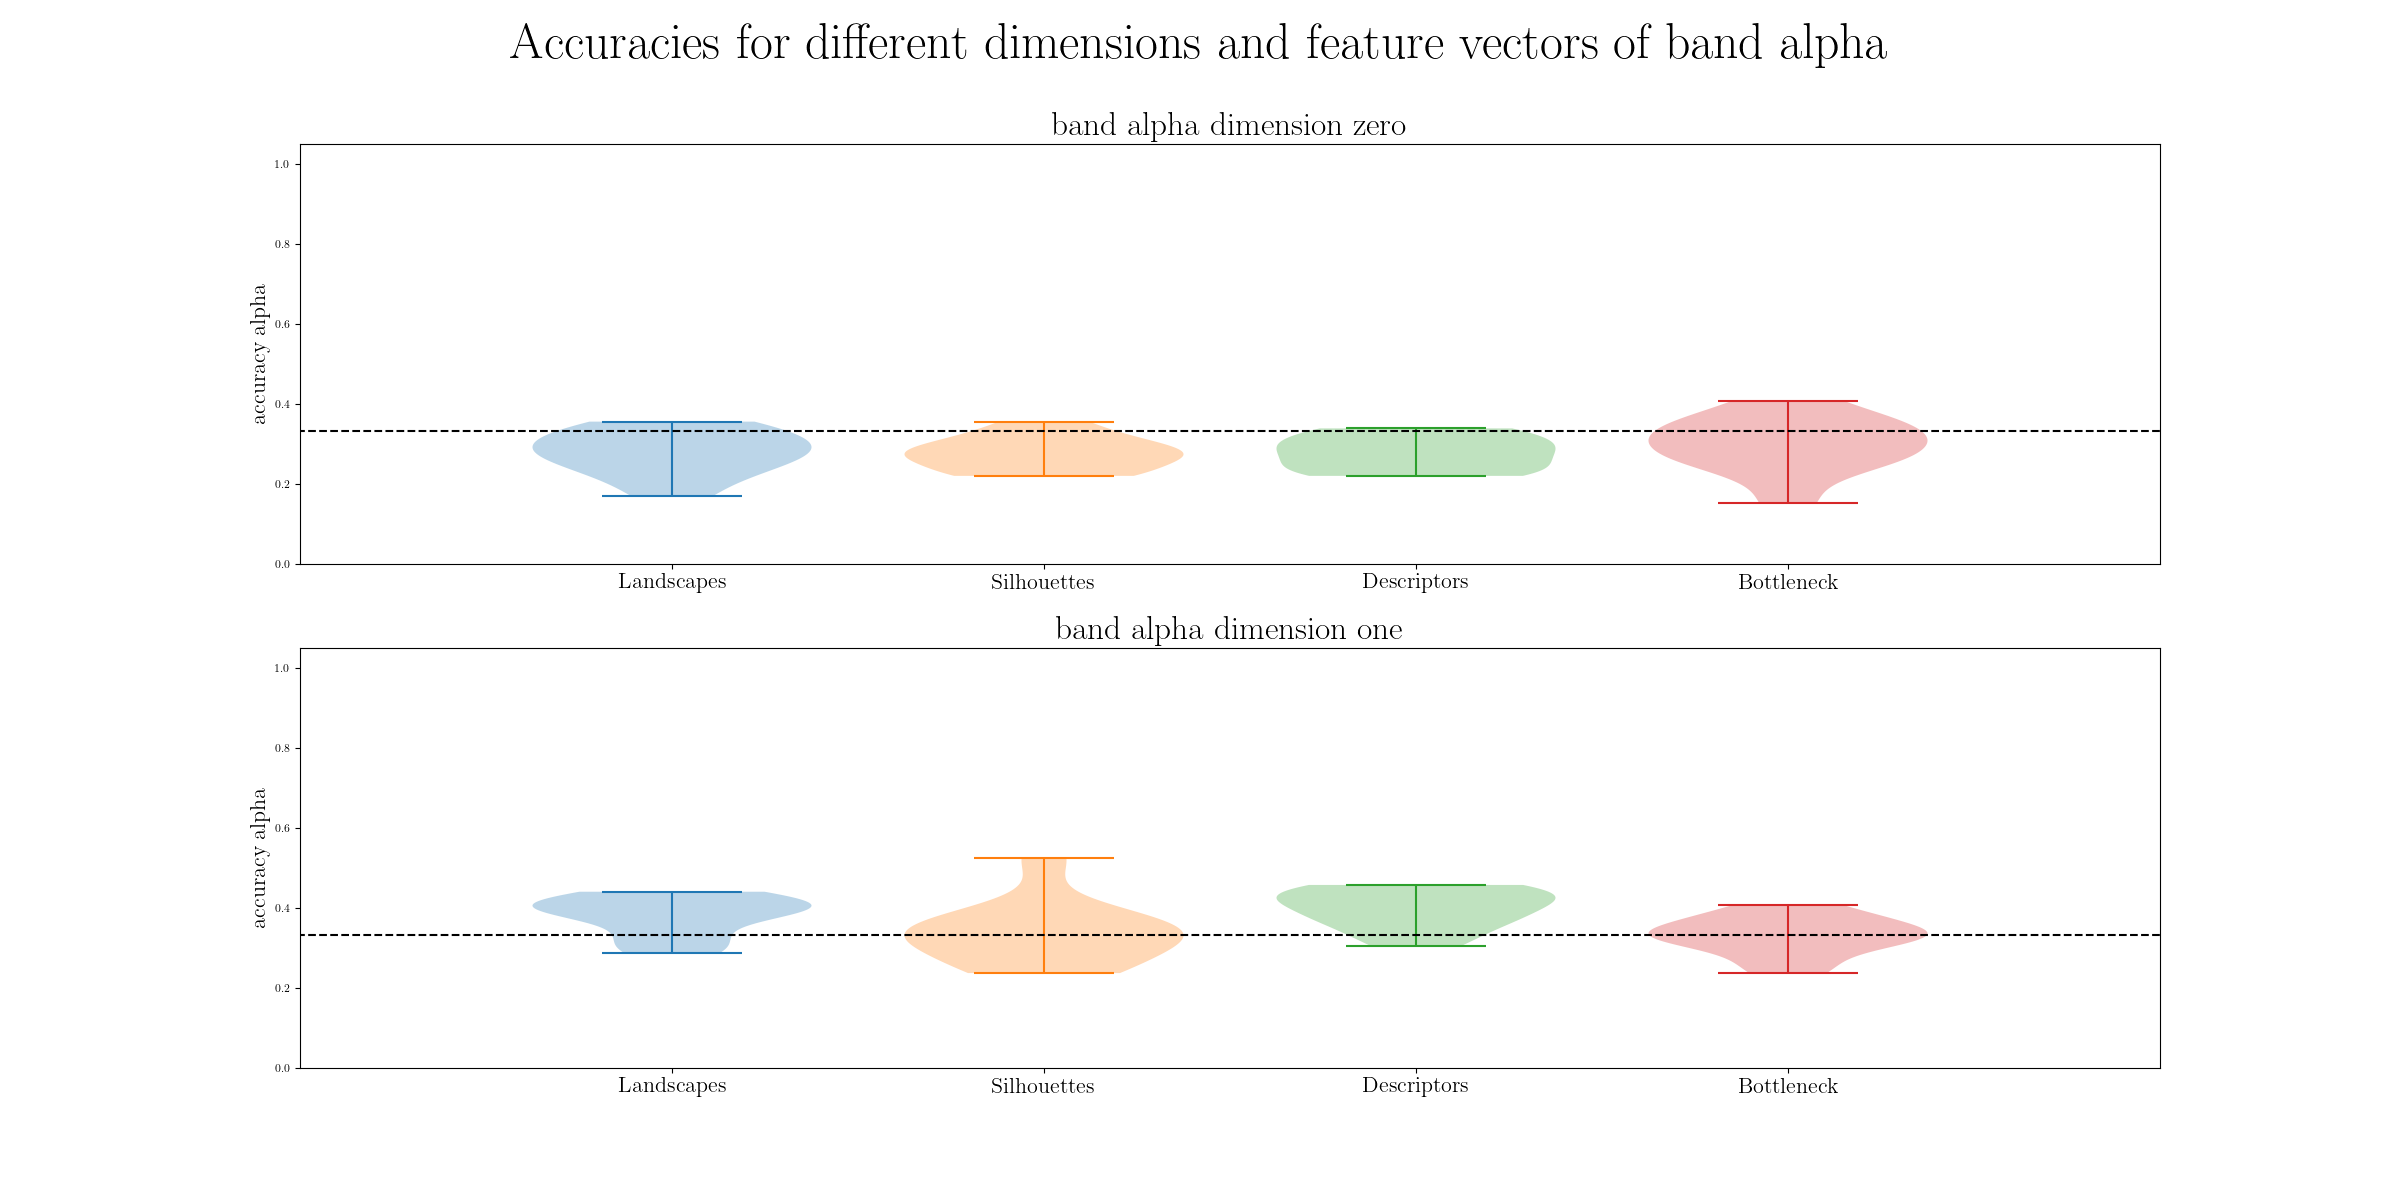 Accuracies for different dimensions and feature vectors of band alpha
band alpha dimension zero
1.0
0.8
0.6
0.4
0.2
0.0
accuracy alpha
Landscapes Silhouettes Descriptors Bottleneck
band alpha dimension one
1.0
0.8
0.6
0.4
0.2
0.0
accuracy alpha
Landscapes Silhouettes Descriptors Bottleneck